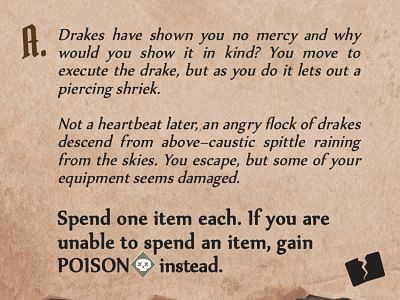 A. Drakes have shown you no mercy and why
would you show it in kind? You move to
execute the drake, but as you do it lets out a
piercing shriek.
Not a heartbeat later, an angry flock of drakes
descend from above–caustic spittle raining
from the skies. You escape, but some of your
equipment seems damaged.
Spend one item each. If you are
unable to spend an item, gain
POISON instead.